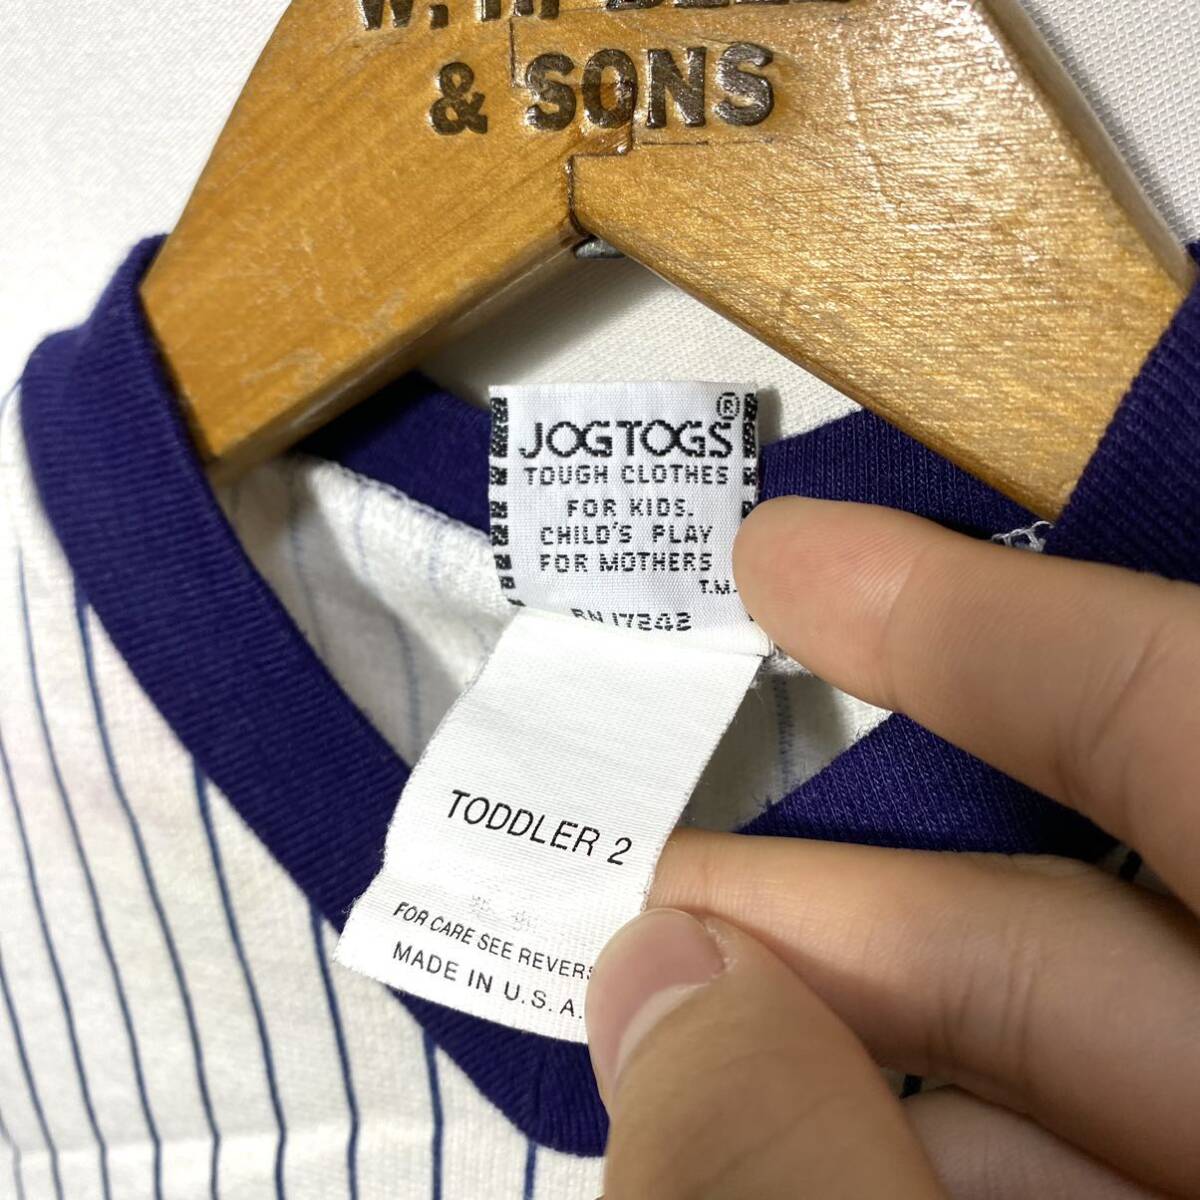 & SONS
JOGTOGS®
TOUGH CLOTHES
FOR KIDS.
CHILD'S PLAY
FOR MOTHERS
T.M.
RN 17242
TODDLER 2
FOR CARE SEE
MADE IN U.S.A.